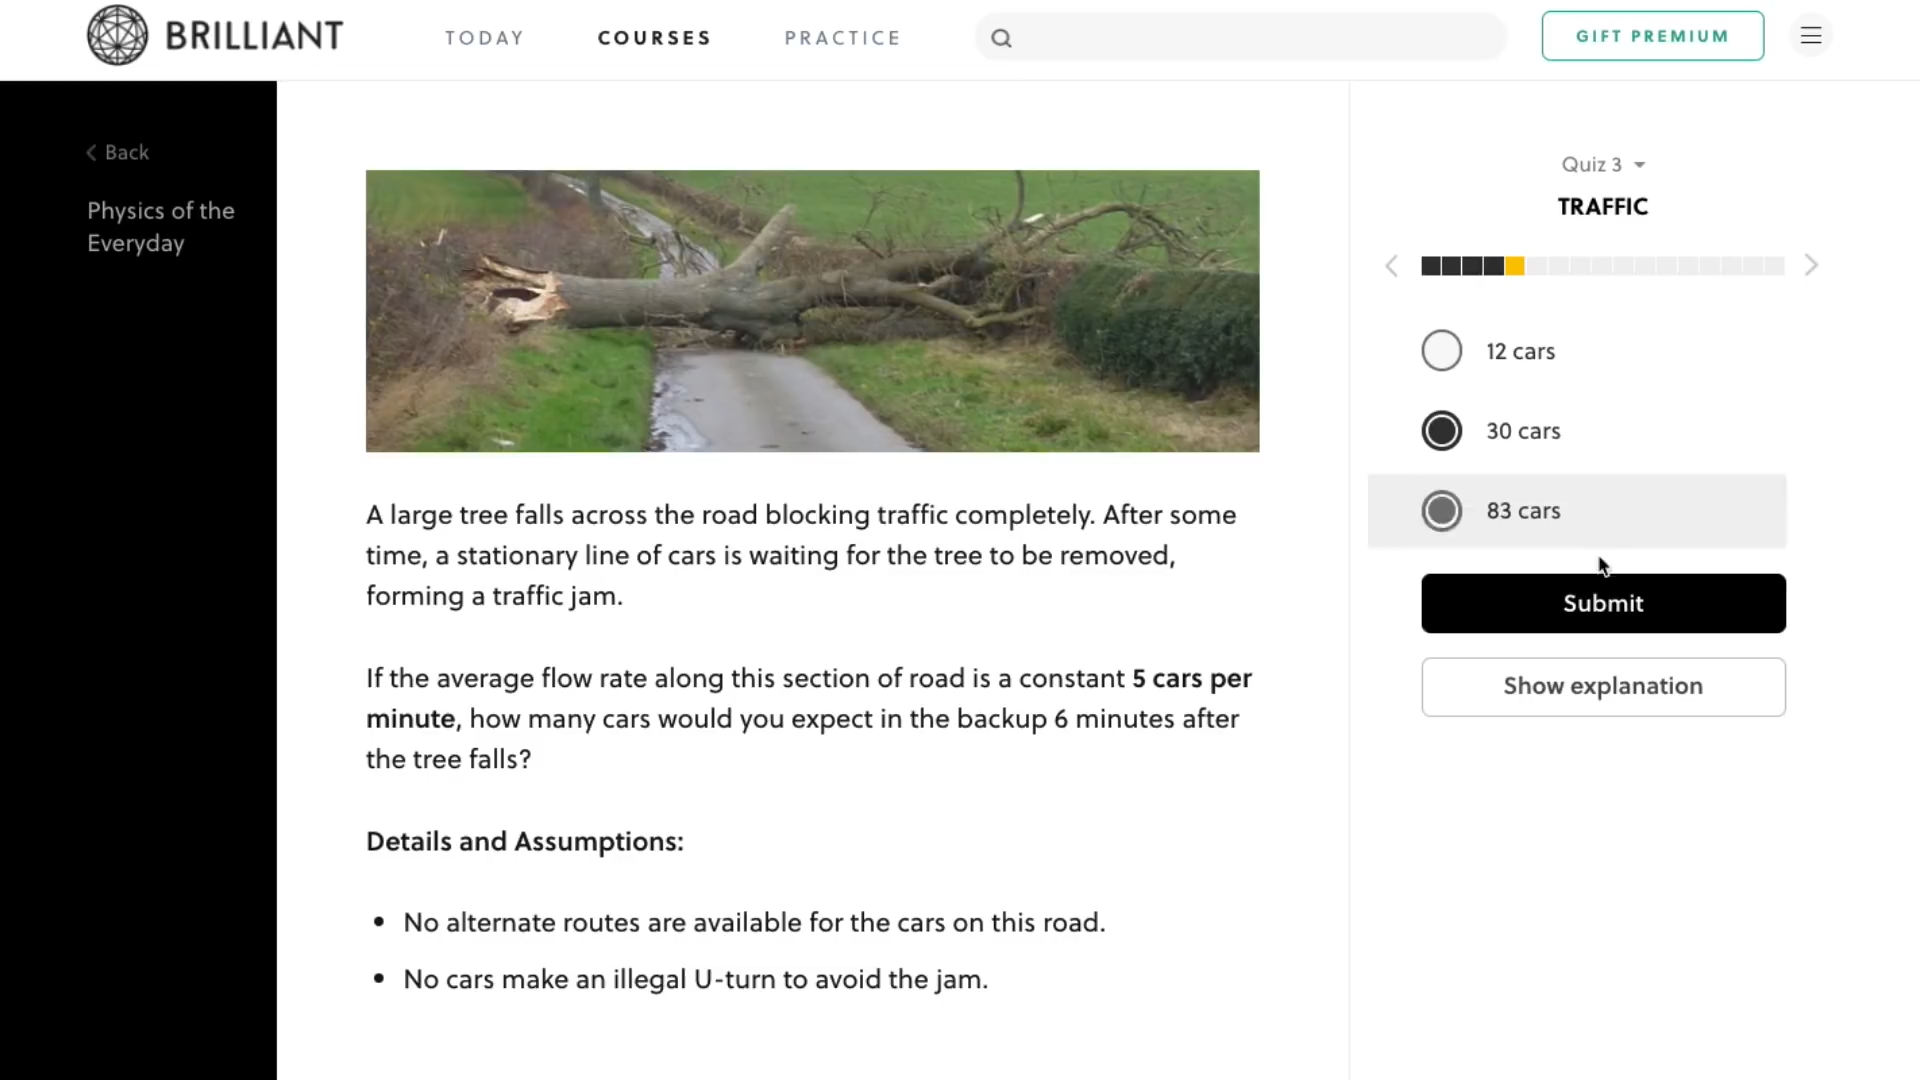 BRILLIANT
TODAY
COURSES
PRACTICE
GIFT PREMIUM
Back
Physics of the
Everyday
A large tree falls across the road blocking traffic completely. After some
time, a stationary line of cars is waiting for the tree to be removed,
forming a traffic jam.
If the average flow rate along this section of road is a constant 5 cars per
minute, how many cars would you expect in the backup 6 minutes after
the tree falls?
Details and Assumptions:
• No alternate routes are available for the cars on this road.
• No cars make an illegal U-turn to avoid the jam.
Quiz 3
TRAFFIC
12 cars
30 cars
83 cars
Submit
Show explanation